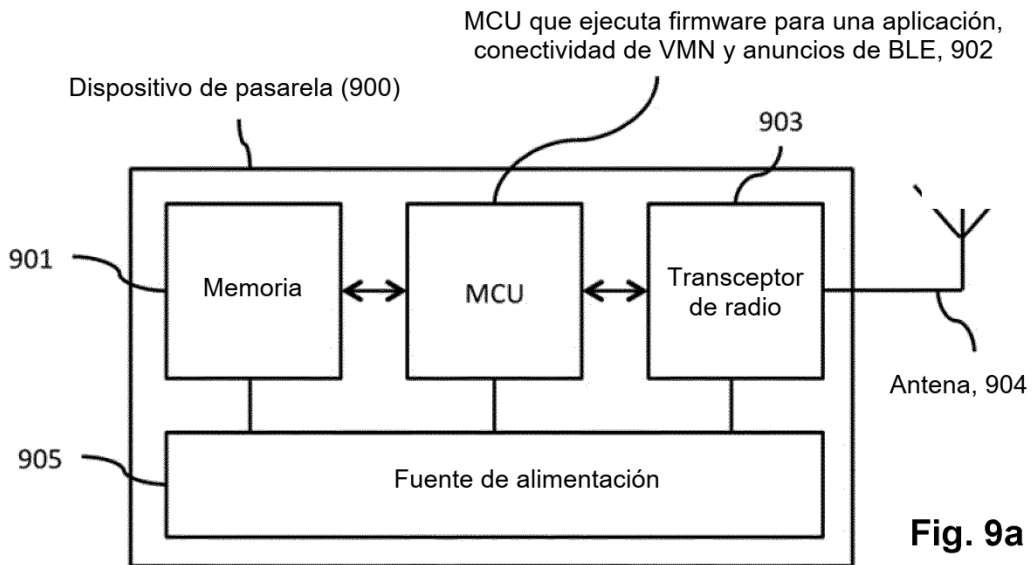 MCU que ejecuta firmware para una aplicación,
conectividad de VMN y anuncios de BLE, 902
Dispositivo de pasarela (900)
903
901
Memoria
MCU
Transceptor
de radio
Antena, 904
905
Fuente de alimentación
Fig. 9a